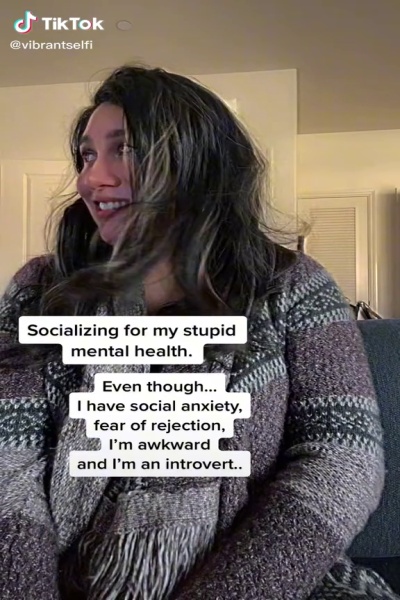 TikTok
@vibrantselfi
Socializing for my stupid
mental health.
Even though...
I have social anxiety,
fear of rejection,
I'm awkward
and I'm an introvert..